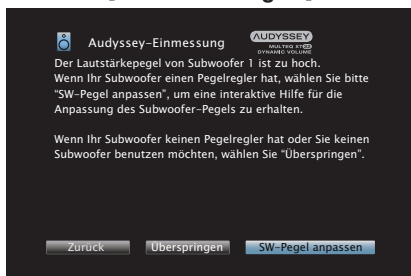 Audyssey-Einmessung
AUDYSSEY
MULTEQ XT32
DYNAMIC VOLUME
Der Lautstärkepegel von Subwoofer 1 ist zu hoch.
Wenn Ihr Subwoofer einen Pegelregler hat, wählen Sie bitte
"SW-Pegel anpassen", um eine interaktive Hilfe für die
Anpassung des Subwoofer-Pegels zu erhalten.
Wenn Ihr Subwoofer keinen Pegelregler hat oder Sie keinen
Subwoofer benutzen möchten, wählen Sie "Überspringen".
Zurück Überspringen SW-Pegel anpassen